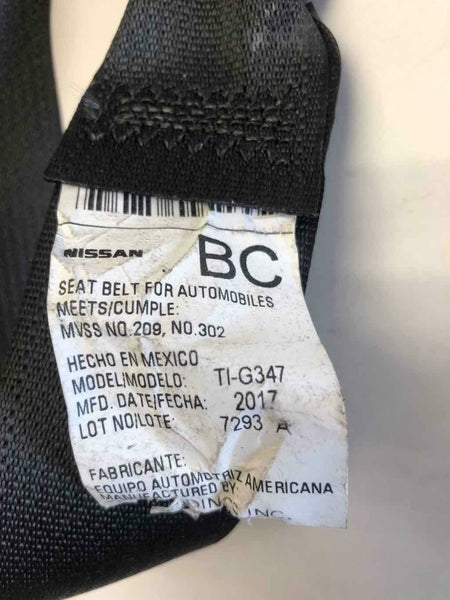 NISSAN BC
SEAT BELT FOR AUTOMOBILES
MEETS/CUMPLE:
MVSS NO.209, NO.302
HECHO EN MEXICO
MODEL/MODELO: TI-G347
MFD. DATE/FECHA: 2017
LOT NO/LOTE: 7293 A
FABRICANTE:
EQUIPO AUTOMOTRIZ AMERICANA
MANUFACTURED BY
INC.